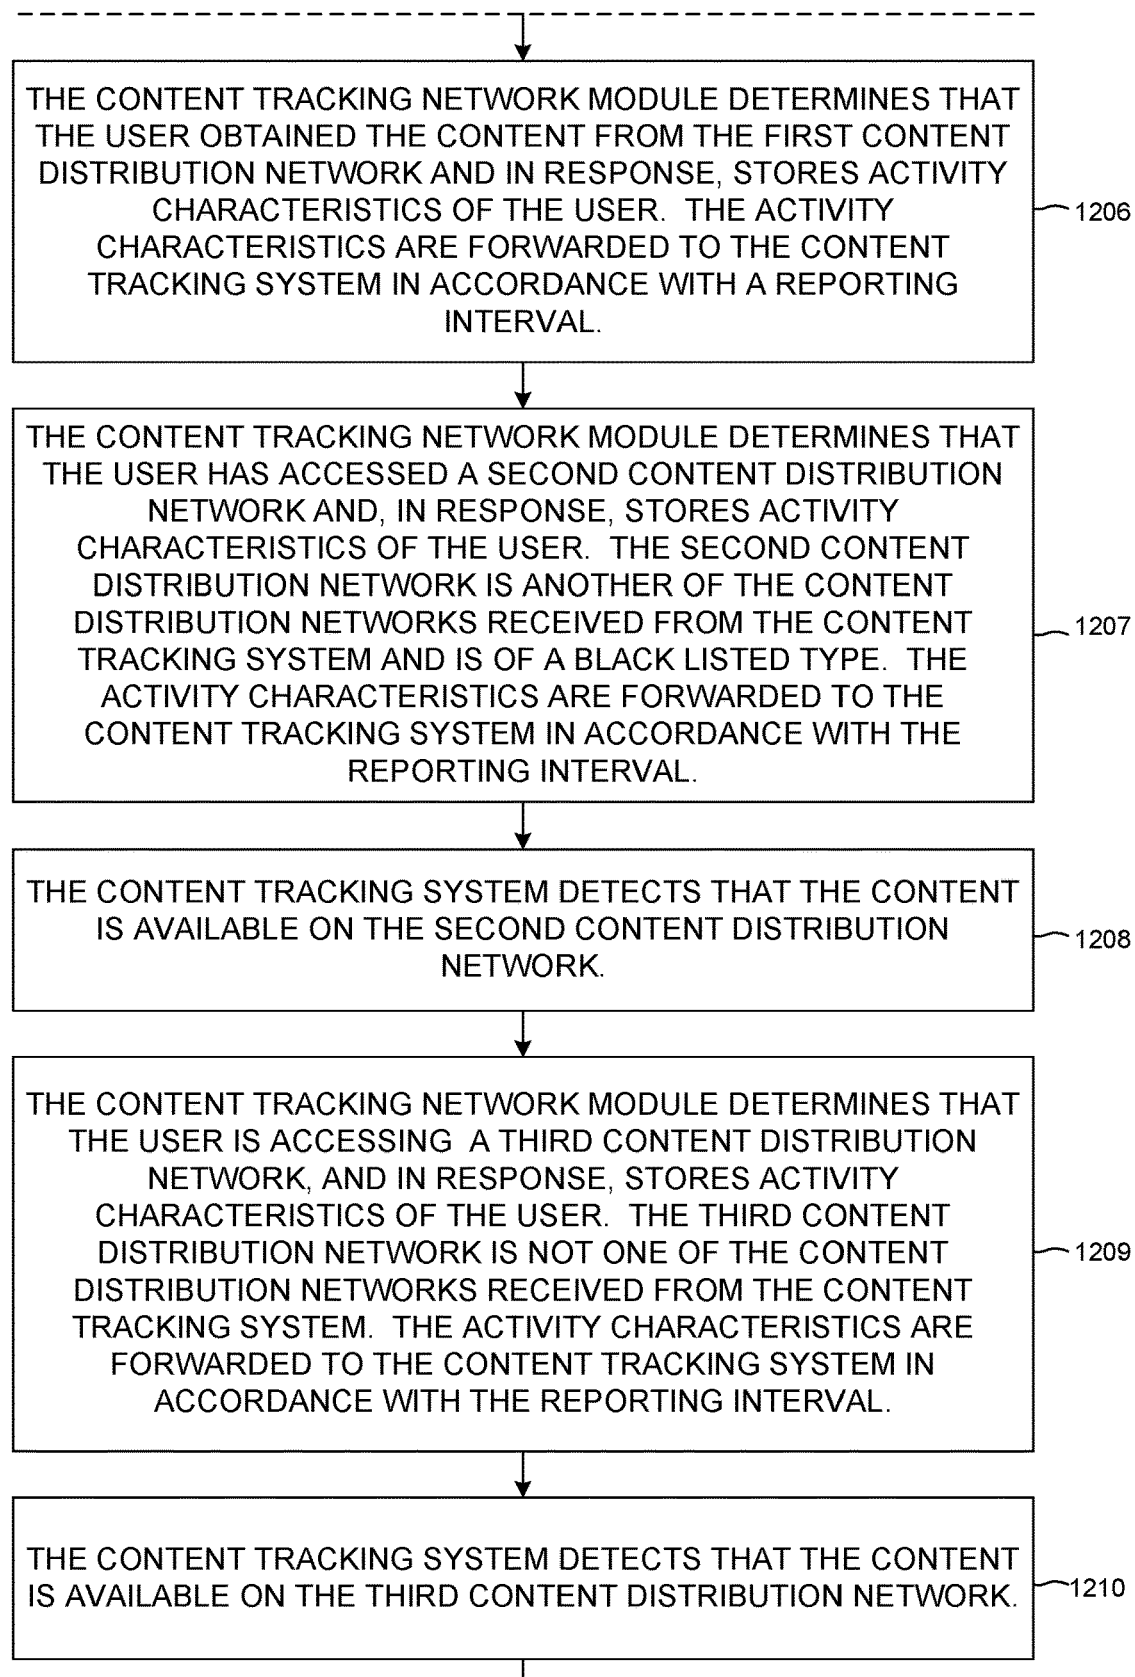 THE CONTENT TRACKING NETWORK MODULE DETERMINES THAT
THE USER OBTAINED THE CONTENT FROM THE FIRST CONTENT
DISTRIBUTION NETWORK AND IN RESPONSE, STORES ACTIVITY
CHARACTERISTICS OF THE USER. THE ACTIVITY
CHARACTERISTICS ARE FORWARDED TO THE CONTENT
TRACKING SYSTEM IN ACCORDANCE WITH A REPORTING
INTERVAL.
1206
THE CONTENT TRACKING NETWORK MODULE DETERMINES THAT
THE USER HAS ACCESSED A SECOND CONTENT DISTRIBUTION
NETWORK AND, IN RESPONSE, STORES ACTIVITY
CHARACTERISTICS OF THE USER. THE SECOND CONTENT
DISTRIBUTION NETWORK IS ANOTHER OF THE CONTENT
DISTRIBUTION NETWORKS RECEIVED FROM THE CONTENT
TRACKING SYSTEM AND IS OF A BLACK LISTED TYPE. THE
ACTIVITY CHARACTERISTICS ARE FORWARDED TO THE
CONTENT TRACKING SYSTEM IN ACCORDANCE WITH THE
REPORTING INTERVAL.
1207
THE CONTENT TRACKING SYSTEM DETECTS THAT THE CONTENT
IS AVAILABLE ON THE SECOND CONTENT DISTRIBUTION
NETWORK.
1208
THE CONTENT TRACKING NETWORK MODULE DETERMINES THAT
THE USER IS ACCESSING A THIRD CONTENT DISTRIBUTION
NETWORK, AND IN RESPONSE, STORES ACTIVITY
CHARACTERISTICS OF THE USER. THE THIRD CONTENT
DISTRIBUTION NETWORK IS NOT ONE OF THE CONTENT
DISTRIBUTION NETWORKS RECEIVED FROM THE CONTENT
TRACKING SYSTEM. THE ACTIVITY CHARACTERISTICS ARE
FORWARDED TO THE CONTENT TRACKING SYSTEM IN
ACCORDANCE WITH THE REPORTING INTERVAL.
1209
THE CONTENT TRACKING SYSTEM DETECTS THAT THE CONTENT
IS AVAILABLE ON THE THIRD CONTENT DISTRIBUTION NETWORK.
1210